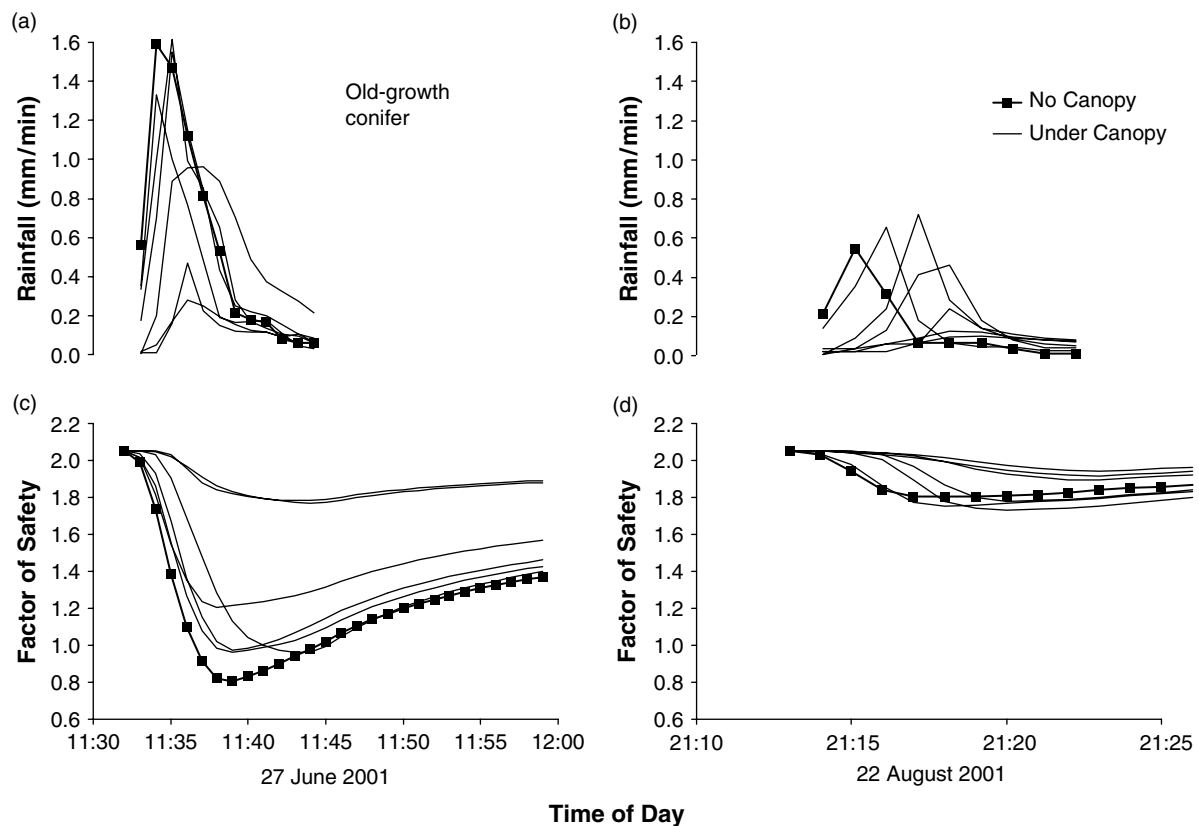 (a)
1.6
1.4
1.2
1.0
0.8
0.6
0.4
0.2
0.0
Rainfall (mm/min)
Old-growth
conifer
(b)
1.6
1.4
1.2
1.0
0.8
0.6
0.4
0.2
0.0
Rainfall (mm/min)
No Canopy
Under Canopy
(c)
2.2
2.0
1.8
1.6
1.4
1.2
1.0
0.8
0.6
Factor of Safety
11:30 11:35 11:40 11:45 11:50 11:55 12:00
27 June 2001
(d)
2.2
2.0
1.8
1.6
1.4
1.2
1.0
0.8
0.6
Factor of Safety
21:10 21:15 21:20 21:25
22 August 2001
Time of Day